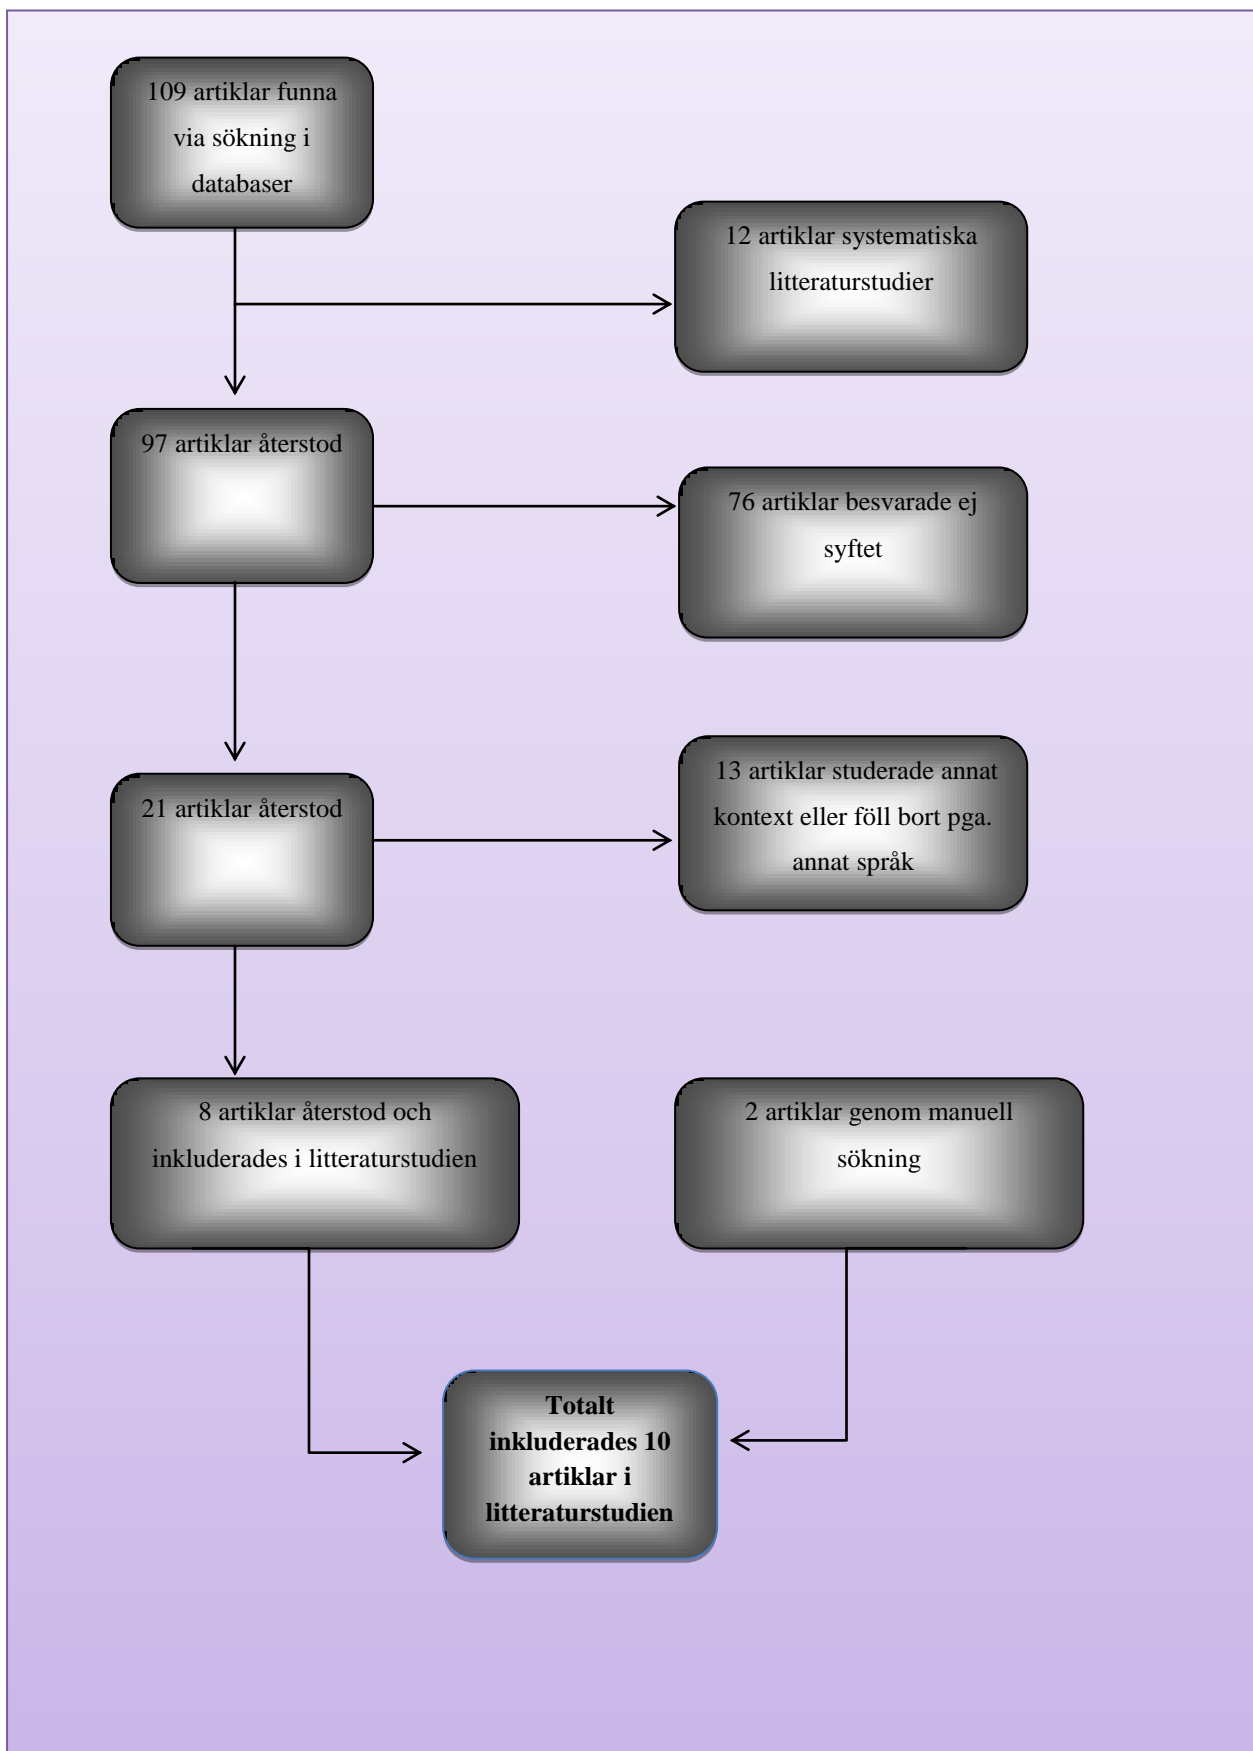 109 artiklar funna
via sökning i
databaser
12 artiklar systematiska
litteraturstudier
97 artiklar återstod
76 artiklar besvarade ej
syftet
21 artiklar återstod
13 artiklar studerade annat
kontext eller föll bort pga.
annat språk
8 artiklar återstod och
inkluderades i litteraturstudien
2 artiklar genom manuell
sökning
Totalt
inkluderades 10
artiklar i
litteraturstudien